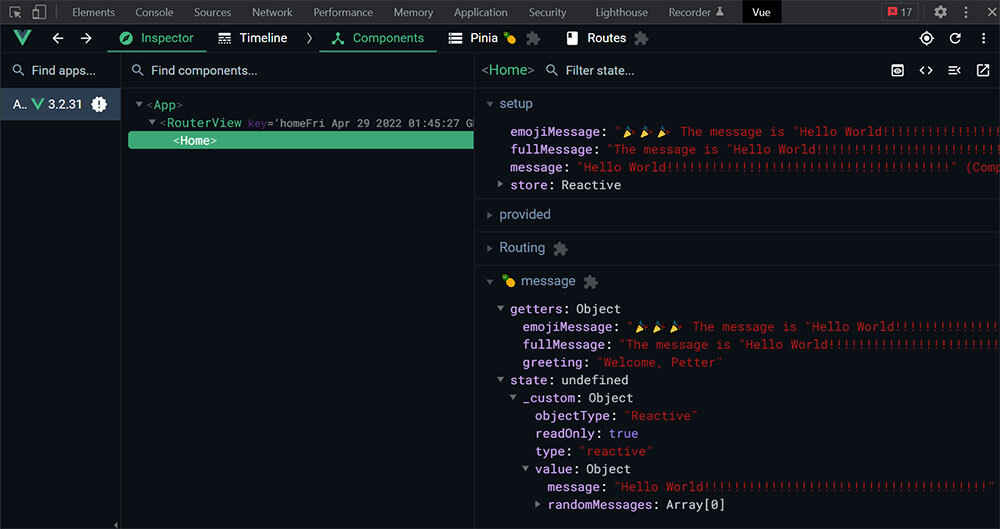 Elements Console Sources Network Performance Memory Application Security Lighthouse Recorder Vue 17
Inspector Timeline Components Pinia 🍍 Routes
Find apps... Find components... <Home> Filter state...
A.. 3.2.31
<App>
<RouterView key='homeFri Apr 29 2022 01:45:27 G
<Home>
setup
emojiMessage: "🎉🎉🎉 The message is "Hello World!!!!!!!!!!!!!!!!!
fullMessage: "The message is "Hello World!!!!!!!!!!!!!!!!!!!!!!!!!!
message: "Hello World!!!!!!!!!!!!!!!!!!!!!!!!!!!!!!!!!!!!!!" (Comp
store: Reactive
provided
Routing
🍍 message
getters: Object
emojiMessage: "🎉🎉🎉 The message is "Hello World!!!!!!!!!!!!!!!
fullMessage: "The message is "Hello World!!!!!!!!!!!!!!!!!!!!!!!!
greeting: "Welcome, Petter"
state: undefined
_custom: Object
objectType: "Reactive"
readOnly: true
type: "reactive"
value: Object
message: "Hello World!!!!!!!!!!!!!!!!!!!!!!!!!!!!!!!!!!!!!!"
randomMessages: Array[0]